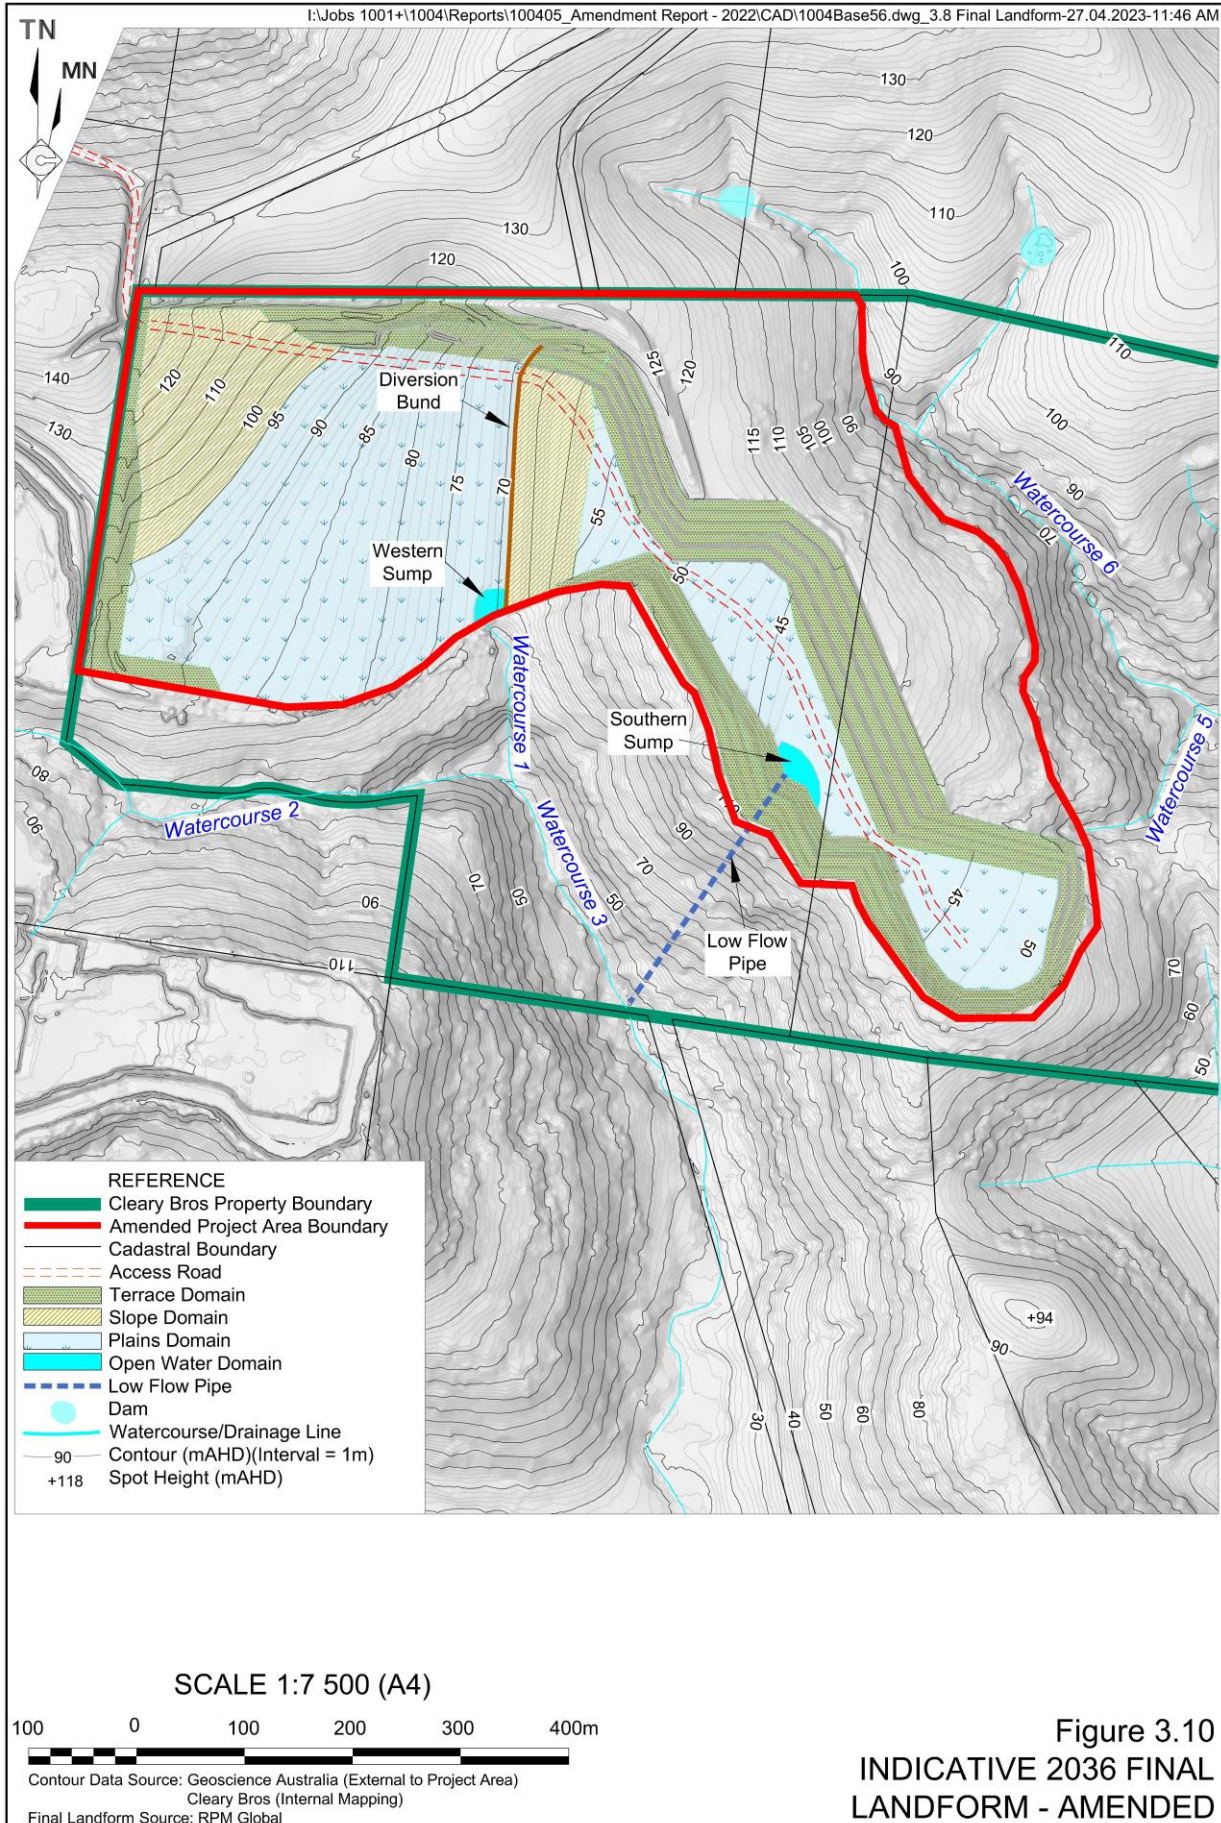 I:\Jobs 1001+\1004\Reports\100405_Amendment Report - 2022\CAD\1004Base56.dwg_3.8 Final Landform-27.04.2023-11:46 AM
TN
MN
130
120
110
130
120
100
110
140
130
120
110
100
95
90
85
80
75
70
55
50
45
125
120
115
110
105
100
90
90
100
90
70
Diversion
Bund
Western
Sump
Watercourse 6
Watercourse 1
Southern
Sump
Watercourse 5
80
90
Watercourse 2
Watercourse 3
90
70
50
90
70
50
110
Low Flow
Pipe
45
50
70
60
50
REFERENCE
Cleary Bros Property Boundary
Amended Project Area Boundary
Cadastral Boundary
Access Road
Terrace Domain
Slope Domain
Plains Domain
Open Water Domain
Low Flow Pipe
Dam
Watercourse/Drainage Line
90 Contour (mAHD)(Interval = 1m)
+118 Spot Height (mAHD)
+94
90
30
40
50
60
80
SCALE 1:7 500 (A4)
100 0 100 200 300 400m
Contour Data Source: Geoscience Australia (External to Project Area)
Cleary Bros (Internal Mapping)
Final Landform Source: RPM Global
Figure 3.10
INDICATIVE 2036 FINAL
LANDFORM - AMENDED